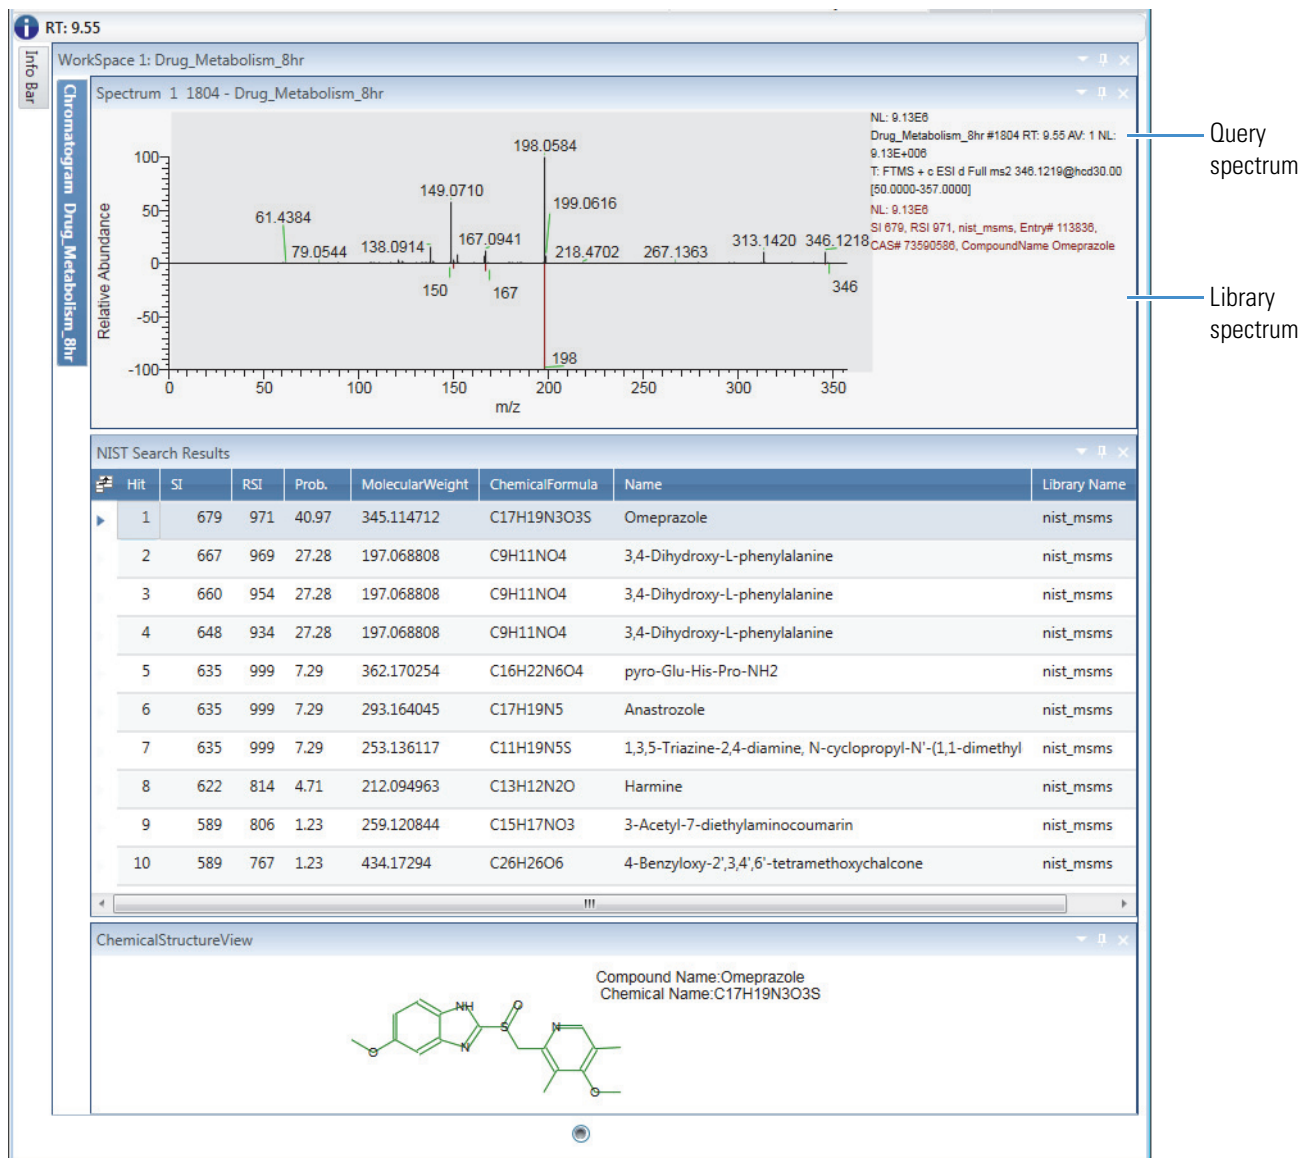 RT: 9.55
Info Bar
WorkSpace 1: Drug_Metabolism_8hr
Chromatogram Drug_Metabolism_8hr
Spectrum 1 1804 - Drug_Metabolism_8hr
NL: 9.13E6
Drug_Metabolism_8hr #1804 RT: 9.55 AV: 1 NL:
9.13E+006
T: FTMS + c ESI d Full ms2 346.1219@hcd30.00
[50.0000-357.0000]
NL: 9.13E6
SI 679, RSI 971, nist_msms, Entry# 113836,
CAS# 73590586, CompoundName Omeprazole
Query
spectrum
Library
spectrum
Relative Abundance
100
50
0
-50
-100
198.0584
149.0710
199.0616
61.4384
79.0544
138.0914
167.0941
218.4702
267.1363
313.1420
346.1218
150
167
346
198
0 50 100 150 200 250 300 350
m/z
NIST Search Results
Hit SI RSI Prob. MolecularWeight ChemicalFormula Name Library Name
1 679 971 40.97 345.114712 C17H19N3O3S Omeprazole nist_msms
2 667 969 27.28 197.068808 C9H11NO4 3,4-Dihydroxy-L-phenylalanine nist_msms
3 660 954 27.28 197.068808 C9H11NO4 3,4-Dihydroxy-L-phenylalanine nist_msms
4 648 934 27.28 197.068808 C9H11NO4 3,4-Dihydroxy-L-phenylalanine nist_msms
5 635 999 7.29 362.170254 C16H22N6O4 pyro-Glu-His-Pro-NH2 nist_msms
6 635 999 7.29 293.164045 C17H19N5 Anastrozole nist_msms
7 635 999 7.29 253.136117 C11H19N5S 1,3,5-Triazine-2,4-diamine, N-cyclopropyl-N'-(1,1-dimethyl nist_msms
8 622 814 4.71 212.094963 C13H12N2O Harmine nist_msms
9 589 806 1.23 259.120844 C15H17NO3 3-Acetyl-7-diethylaminocoumarin nist_msms
10 589 767 1.23 434.17294 C26H26O6 4-Benzyloxy-2',3,4',6'-tetramethoxychalcone nist_msms
ChemicalStructureView
Compound Name:Omeprazole
Chemical Name:C17H19N3O3S
NH
O
S
N
N
O
O